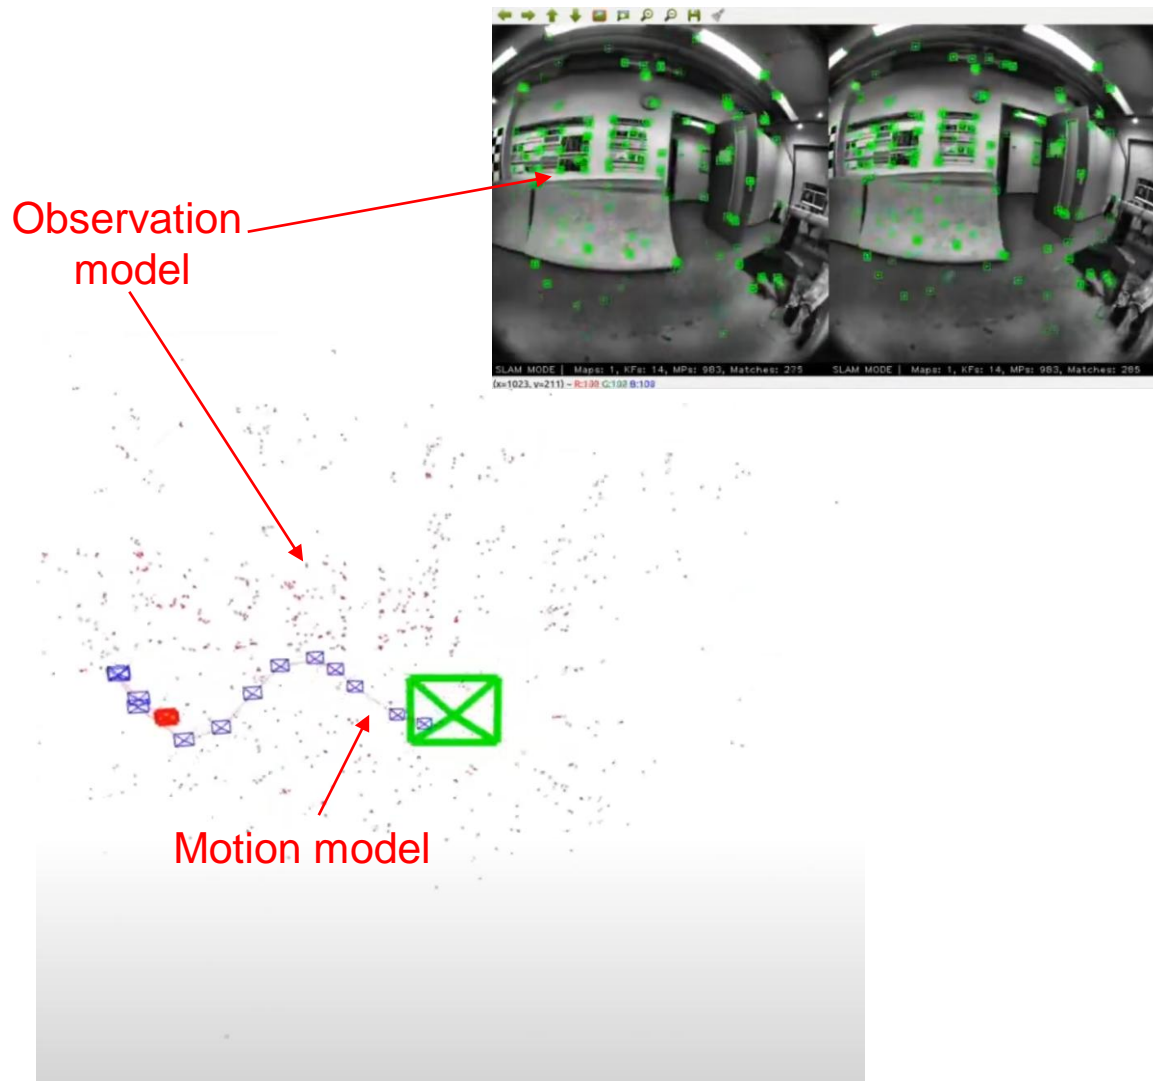 SLAM MODE | Maps: 1, KFs: 14, MPs: 983, Matches: 275
SLAM MODE | Maps: 1, KFs: 14, MPs: 983, Matches: 265
(x=1023, y=211) ~ R:108 G:108 B:108
Observation
model
Motion model